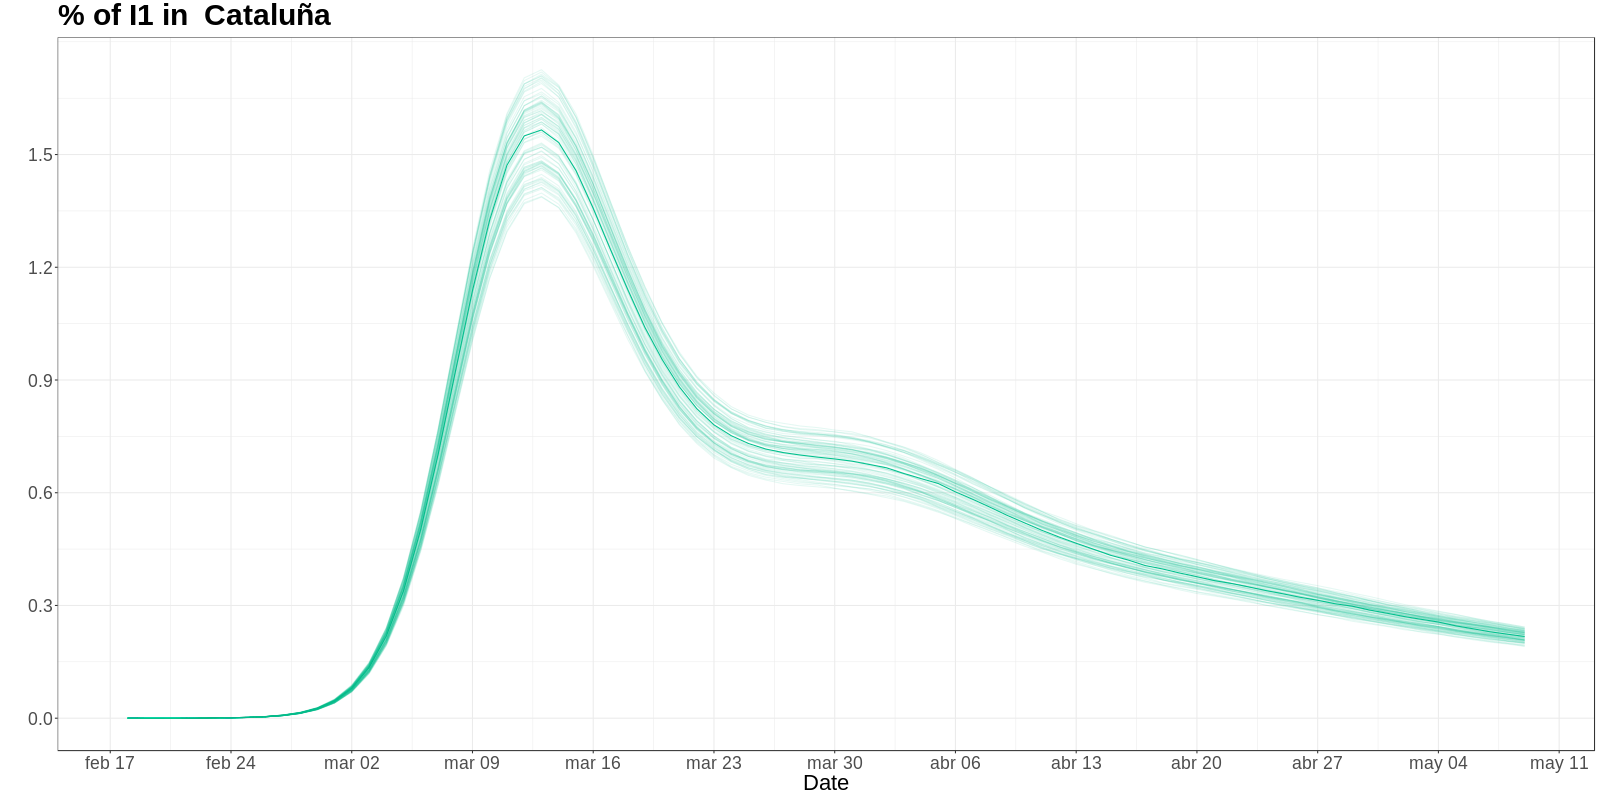 % of I1 in  Cataluña
1.5
1.2
0.9
0.6
0.3
0.0
feb 17 feb 24 mar 02 mar 09 mar 16 mar 23 mar 30 abr 06 abr 13 abr 20 abr 27 may 04 may 11
Date